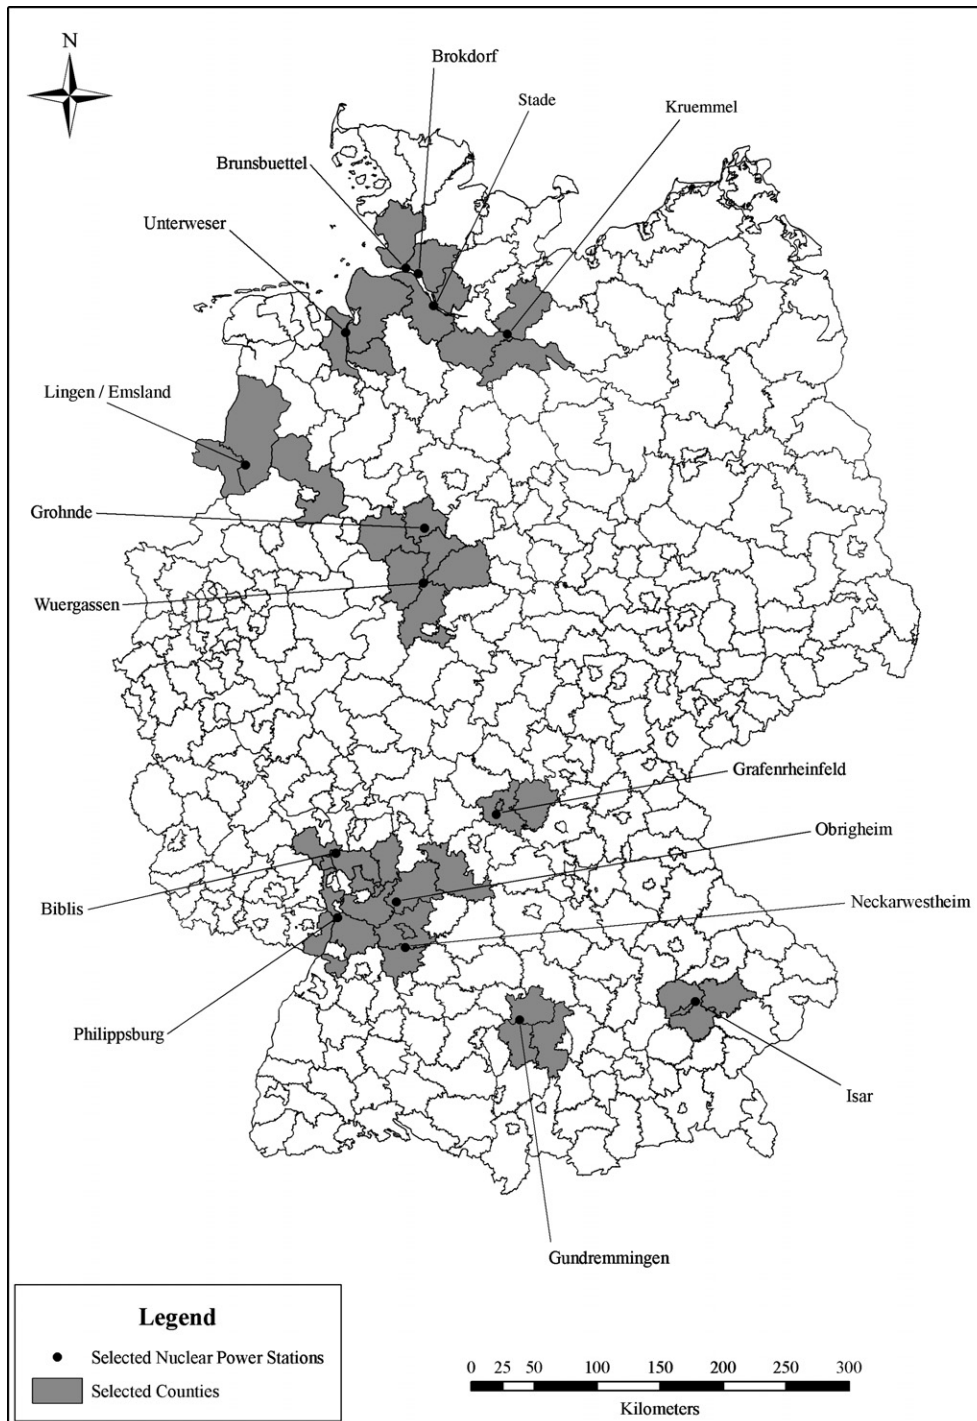 N
Brokdorf
Stade
Kruemmel
Brunsbuettel
Unterweser
Lingen / Emsland
Grohnde
Wuergassen
Grafenrheinfeld
Obrigheim
Biblis
Neckarwestheim
Philippsburg
Isar
Gundremmingen
Legend
Selected Nuclear Power Stations
Selected Counties
0 25 50 100 150 200 250 300
Kilometers